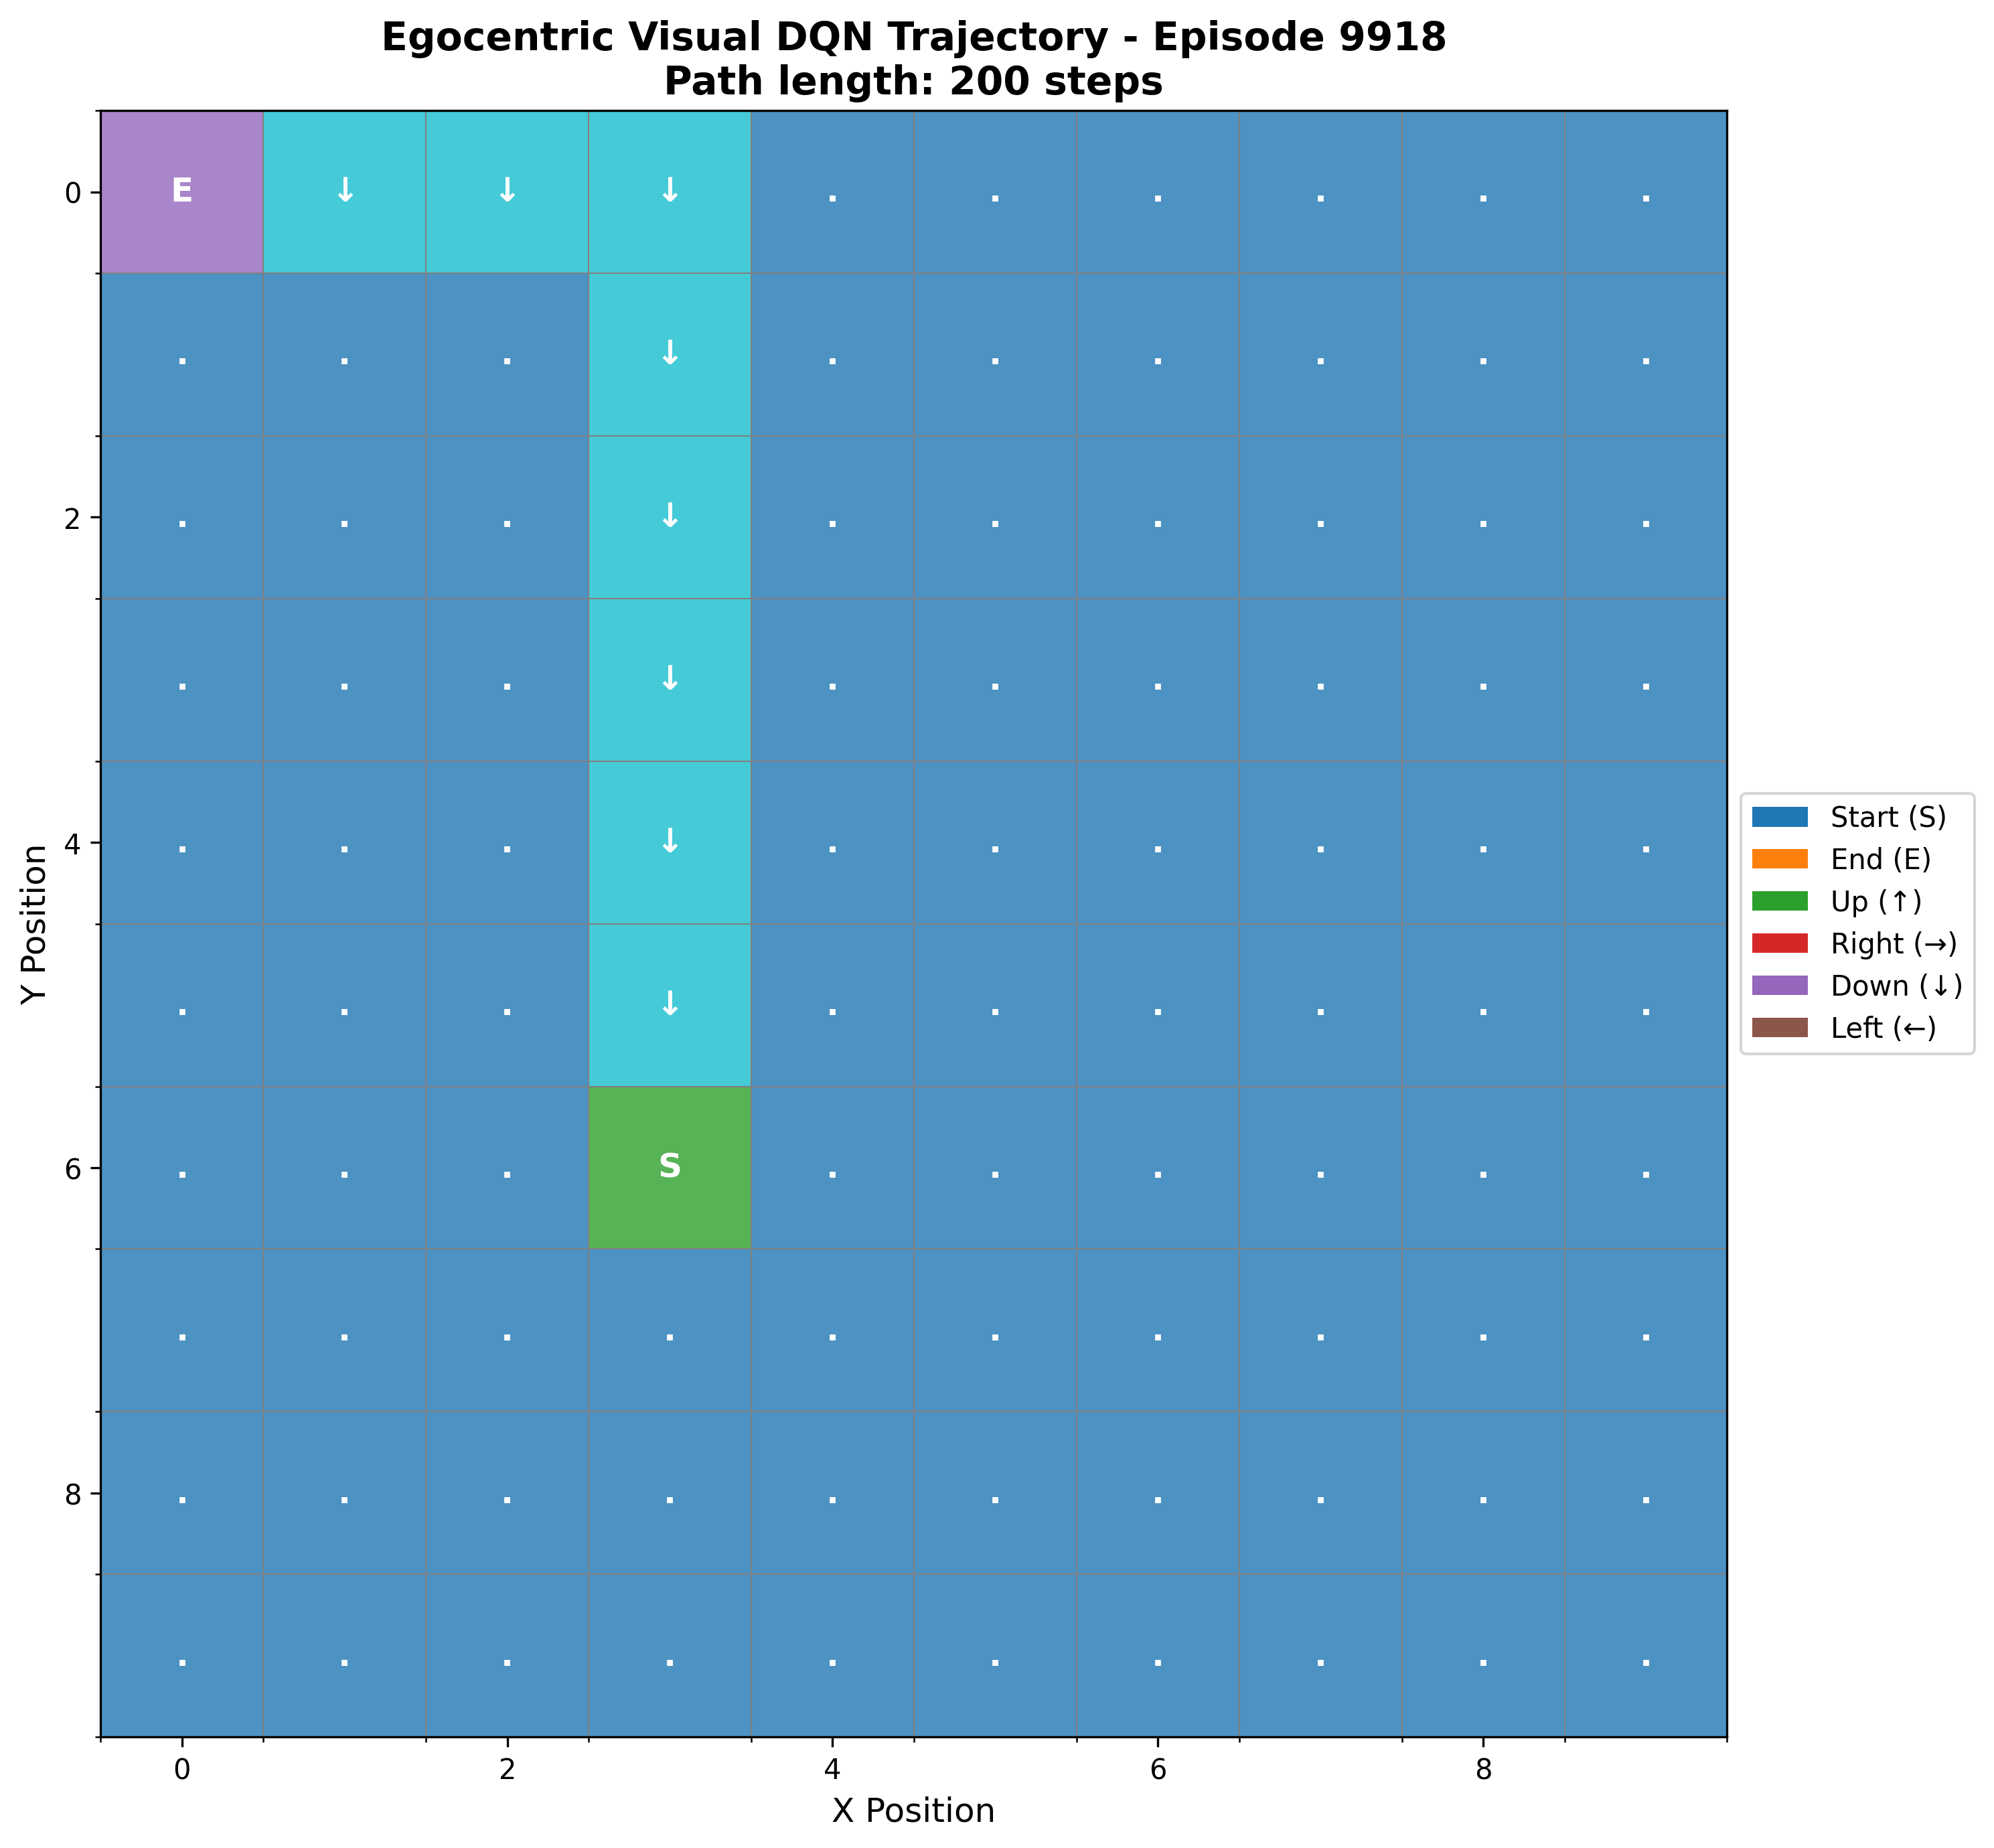 Egocentric Visual DQN Trajectory - Episode 9918
Path length: 200 steps
0 E ↓ ↓ ↓ . . . . . .
. . . ↓ . . . . . .
2 . . . ↓ . . . . . .
. . . ↓ . . . . . .
4 . . . ↓ . . . . . .
. . . ↓ . . . . . .
6 . . . S . . . . . .
. . . . . . . . . .
8 . . . . . . . . . .
. . . . . . . . . .
0 2 4 6 8
X Position
Y Position
Start (S)
End (E)
Up (↑)
Right (→)
Down (↓)
Left (←)